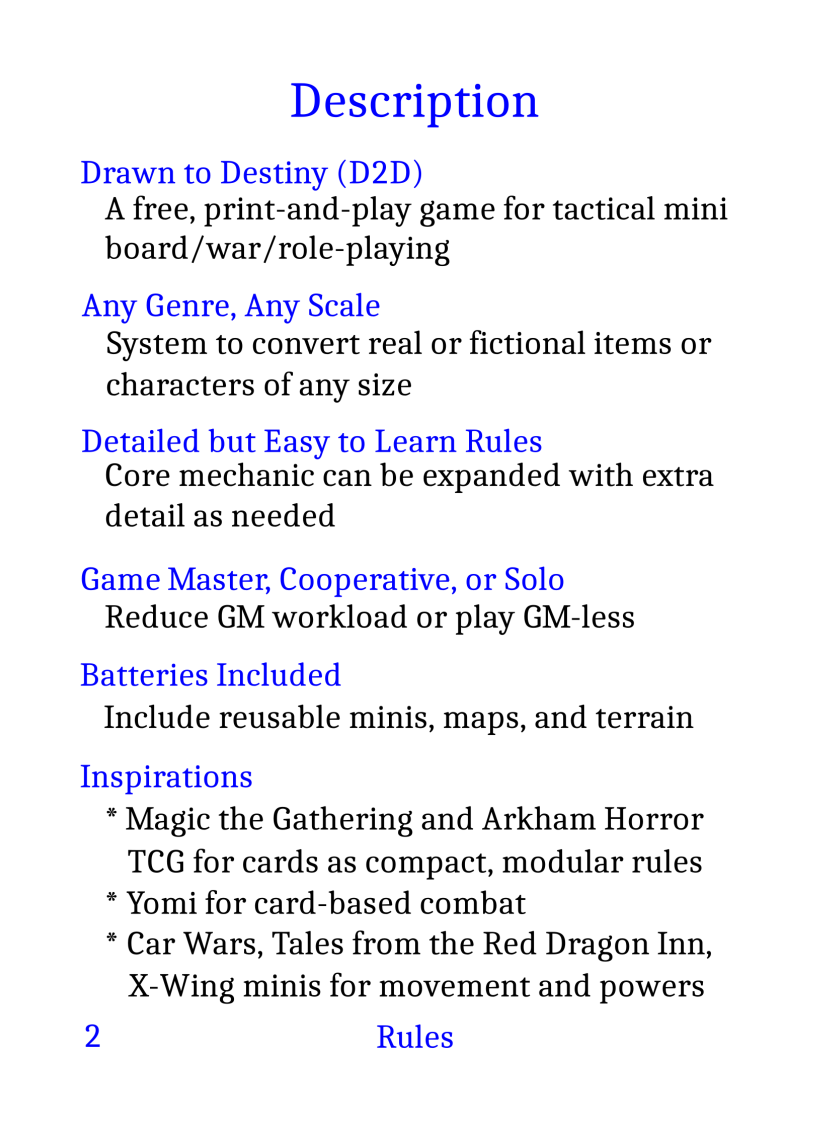 Description
Drawn to Destiny (D2D)
A free, print-and-play game for tactical mini
board/war/role-playing
Any Genre, Any Scale
System to convert real or fictional items or
characters of any size
Detailed but Easy to Learn Rules
Core mechanic can be expanded with extra
detail as needed
Game Master, Cooperative, or Solo
Reduce GM workload or play GM-less
Batteries Included
Include reusable minis, maps, and terrain
Inspirations
* Magic the Gathering and Arkham Horror
TCG for cards as compact, modular rules
* Yomi for card-based combat
* Car Wars, Tales from the Red Dragon Inn,
X-Wing minis for movement and powers
2 Rules